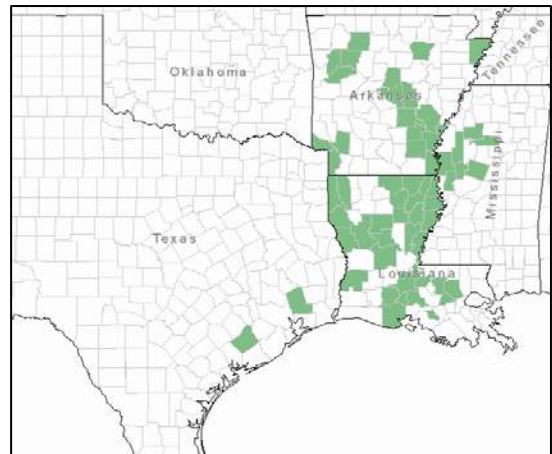 Tennessee
Oklahoma
Arkansas
Mississippi
Texas
Louisiana